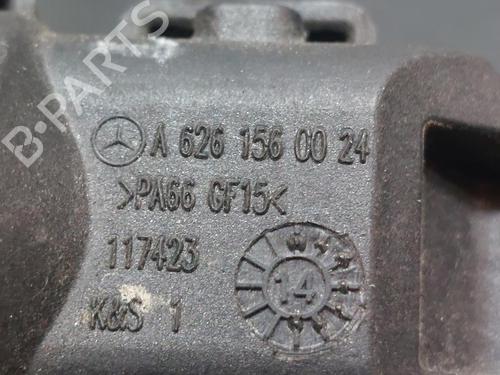 B-PARTS
A 626 156 00 24
>PA66 GF15<
117423
14
K&S 1